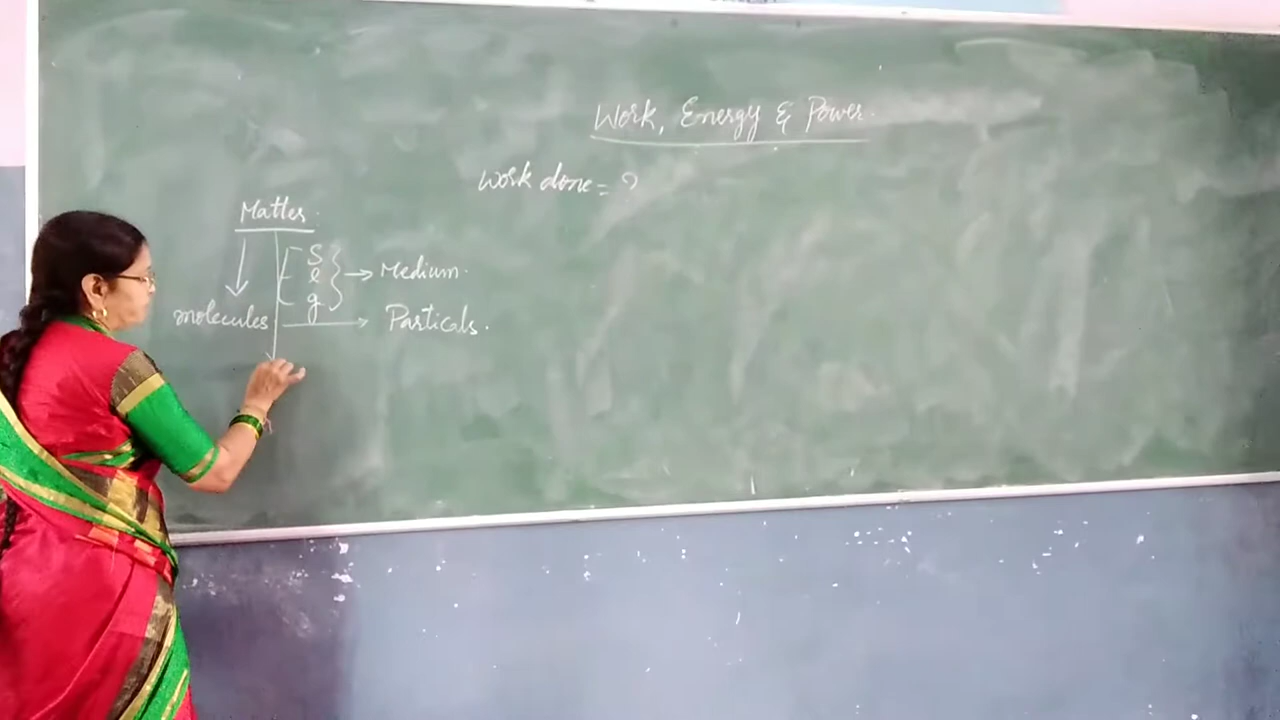 Work, Energy & Power.
Work done = ?
Matter.
S
l → Medium.
g
molecules → Particals.